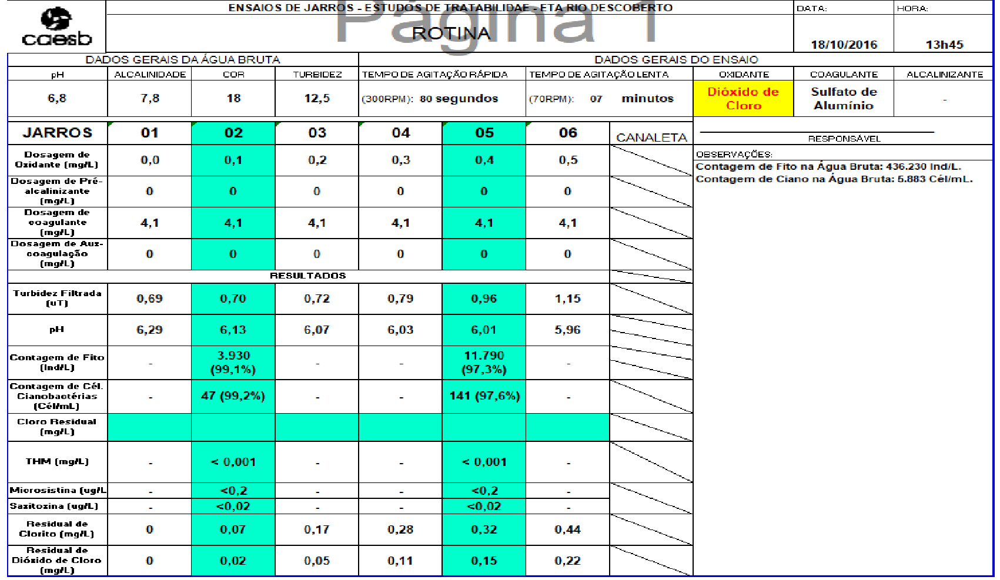 Página 1
caesb
ENSAIOS DE JARROS - ESTUDOS DE TRATABILIDAE - ETA RIO DESCOBERTO
ROTINA
DATA:
HORA:
18/10/2016
13h45
DADOS GERAIS DA ÁGUA BRUTA
DADOS GERAIS DO ENSAIO
pH ALCALINIDADE COR TURBIDEZ TEMPO DE AGITAÇÃO RÁPIDA TEMPO DE AGITAÇÃO LENTA OXIDANTE COAGULANTE ALCALINIZANTE
6,8 7,8 18 12,5 (300RPM): 80 segundos (70RPM): 07 minutos
Dióxido de
Cloro
Sulfato de
Alumínio
-
JARROS 01 02 03 04 05 06 CANALETA
RESPONSÁVEL
OBSERVAÇÕES:
Contagem de Fito na Água Bruta: 436.230 Ind/L.
Contagem de Ciano na Água Bruta: 5.883 Cél/mL.
Dosagem de
Oxidante (mg/L)
0,0 0,1 0,2 0,3 0,4 0,5
Dosagem de Pré-
alcalinizante
(mg/L)
0 0 0 0 0 0
Dosagem de
coagulante
(mg/L)
4,1 4,1 4,1 4,1 4,1 4,1
Dosagem de Aux-
coagulação
(mg/L)
0 0 0 0 0 0
RESULTADOS
Turbidez Filtrada
(uT)
0,69 0,70 0,72 0,79 0,96 1,15
pH
6,29 6,13 6,07 6,03 6,01 5,96
Contagem de Fito
(Ind/L)
-
3.930
(99,1%)
- -
11.790
(97,3%)
-
Contagem de Cél.
Cianobactérias
(Cél/mL)
- 47 (99,2%) - - 141 (97,6%) -
Cloro Residual
(mg/L)
THM (mg/L)
- < 0,001 - - < 0,001 -
Microsistina (ug/L
- <0,2 - - <0,2 -
Saxitoxina (ug/L)
- <0,02 - - <0,02 -
Residual de
Clorito (mg/L)
0 0,07 0,17 0,28 0,32 0,44
Residual de
Dióxido de Cloro
(mg/L)
0 0,02 0,05 0,11 0,15 0,22